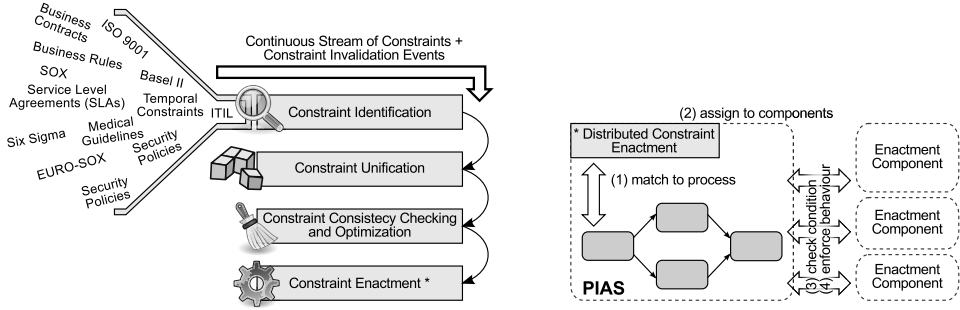 Business
Contracts
ISO 9001
Business Rules
SOX
Basel II
Service Level
Agreements (SLAs)
Temporal
Constraints
ITIL
Six Sigma
Medical
Guidelines
Security
Policies
EURO-SOX
Security
Policies
Continuous Stream of Constraints +
Constraint Invalidation Events
Constraint Identification
Constraint Unification
Constraint Consistecy Checking
and Optimization
Constraint Enactment *
(2) assign to components
* Distributed Constraint
Enactment
(1) match to process
PIAS
(3) check condition
(4) enforce behaviour
Enactment
Component
Enactment
Component
Enactment
Component